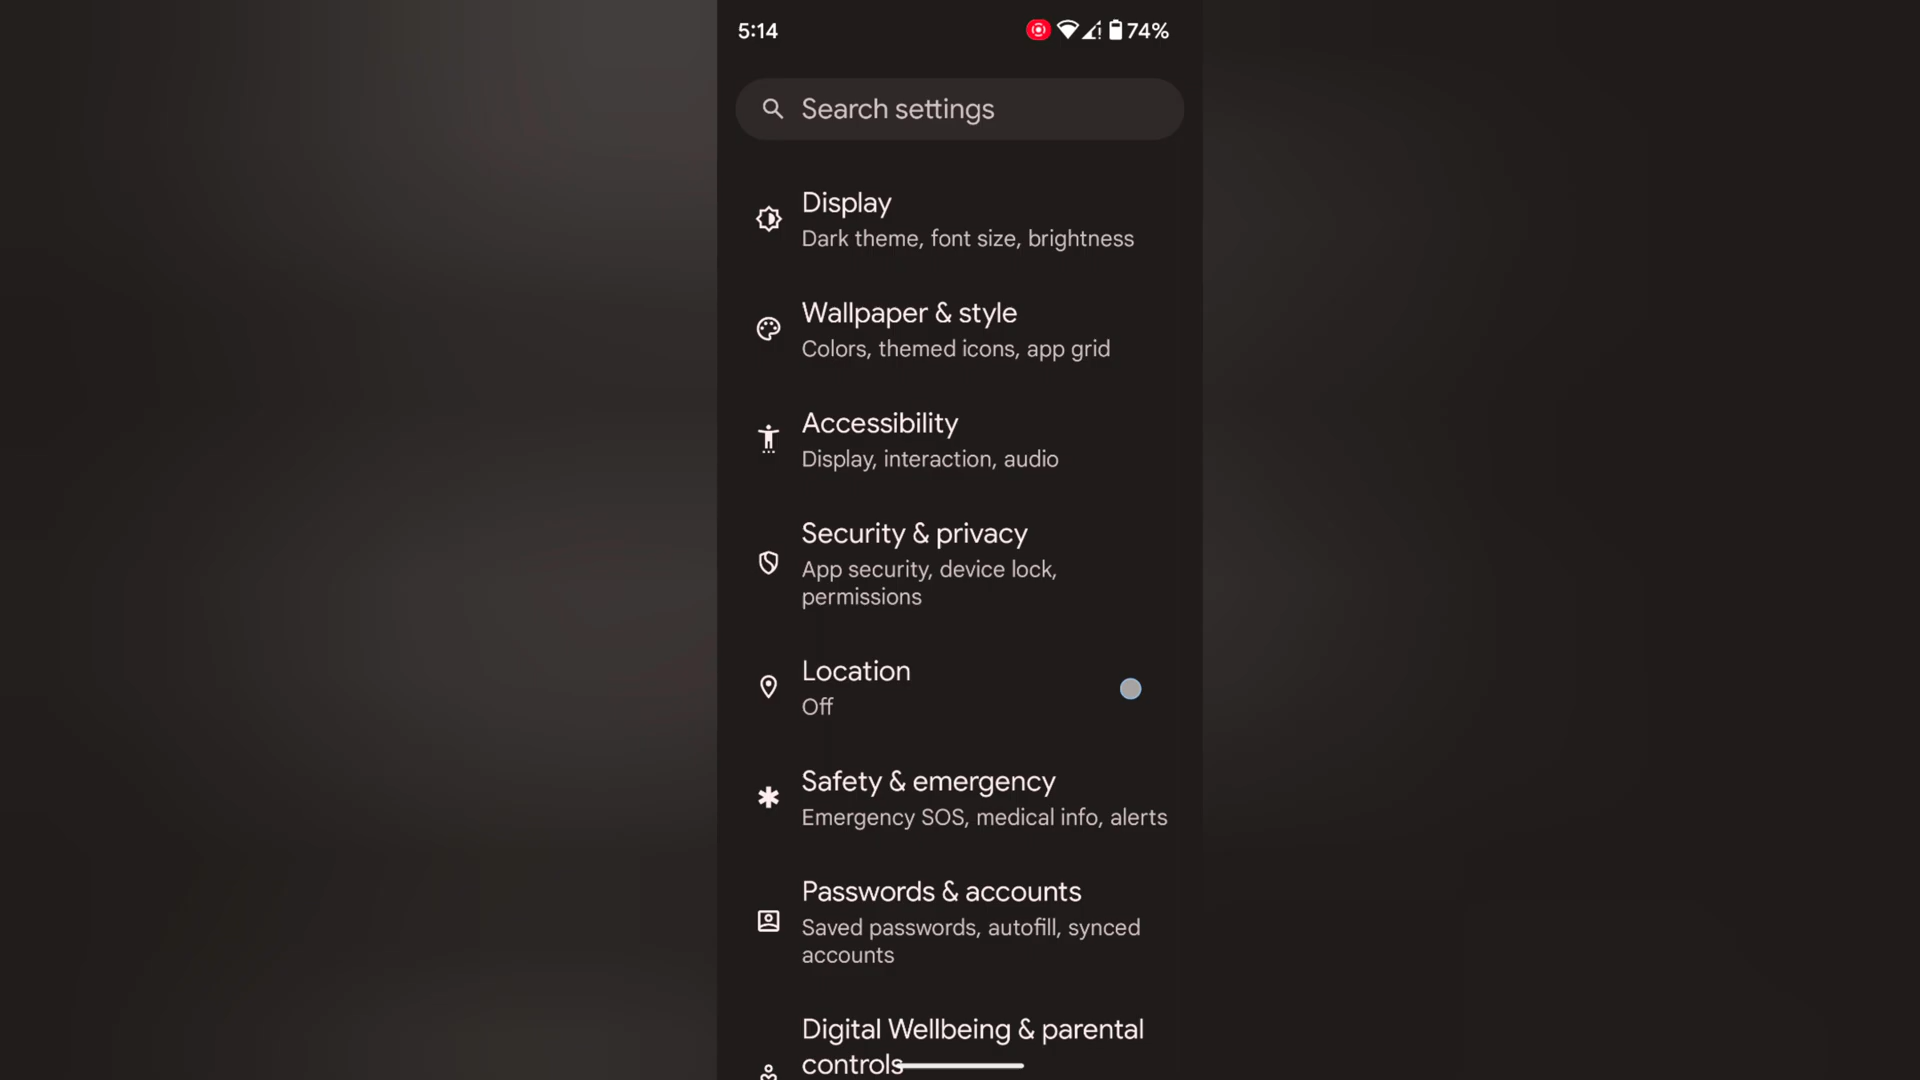 5:14
74%
Search settings
Display
Dark theme, font size, brightness
Wallpaper & style
Colors, themed icons, app grid
Accessibility
Display, interaction, audio
Security & privacy
App security, device lock,
permissions
Location
Off
Safety & emergency
Emergency SOS, medical info, alerts
Passwords & accounts
Saved passwords, autofill, synced
accounts
Digital Wellbeing & parental
controls